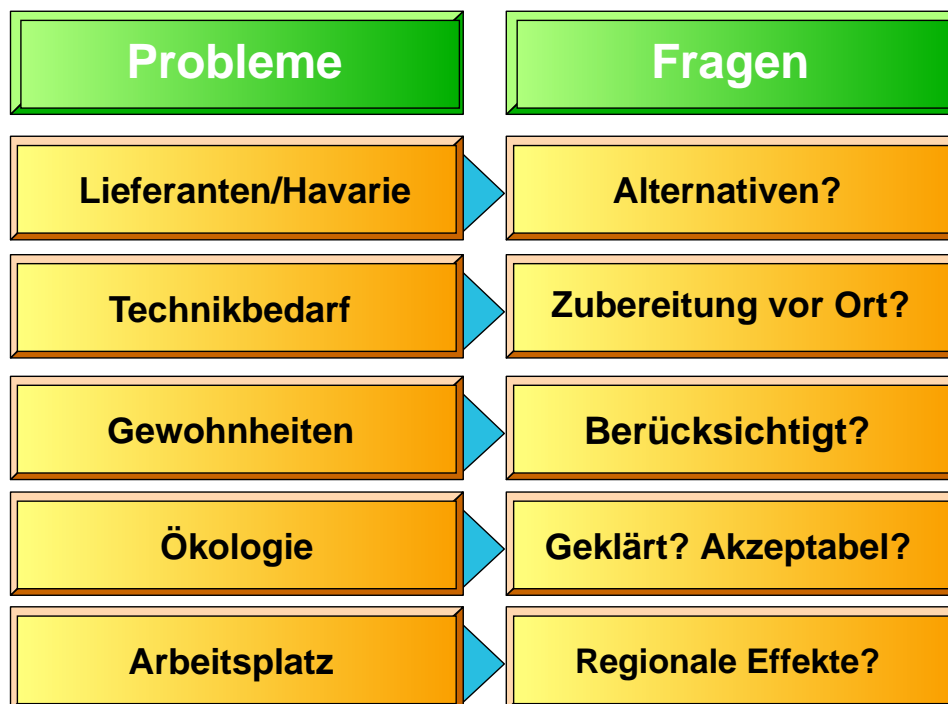 Probleme
Fragen
Lieferanten/Havarie
Alternativen?
Technikbedarf
Zubereitung vor Ort?
Gewohnheiten
Berücksichtigt?
Ökologie
Geklärt? Akzeptabel?
Arbeitsplatz
Regionale Effekte?